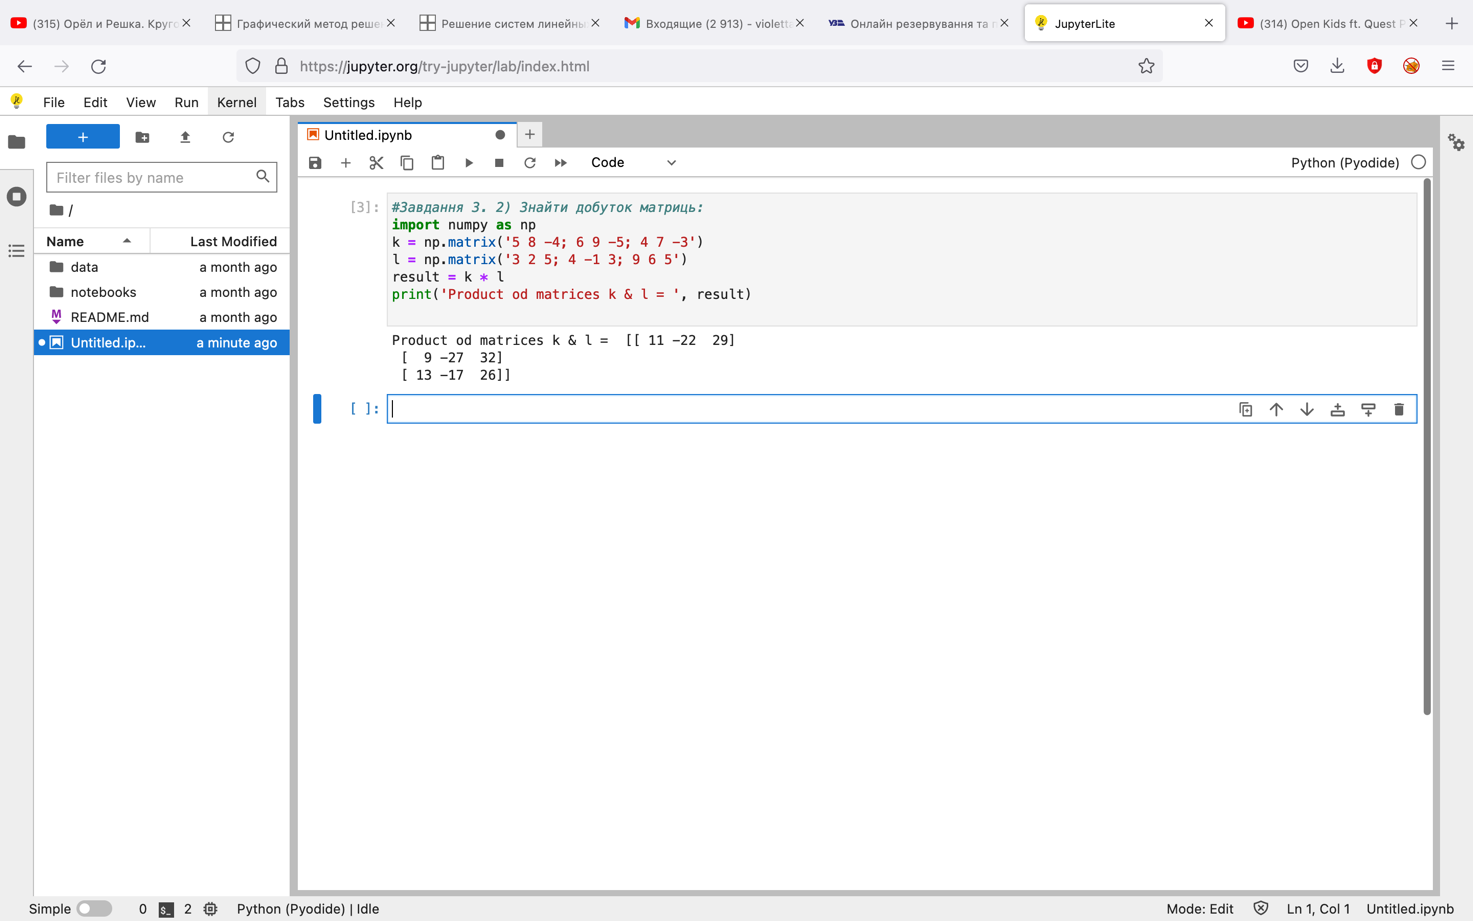 (315) Орёл и Решка. Круго
Графический метод реше
Решение систем линейны
Входящие (2 913) - violetta
УЗ
Онлайн резервування та п
JupyterLite
(314) Open Kids ft. Quest P
https://jupyter.org/try-jupyter/lab/index.html
File Edit View Run Kernel Tabs Settings Help
Untitled.ipynb
Filter files by name
Code
Python (Pyodide)
/
Name Last Modified
data a month ago
notebooks a month ago
README.md a month ago
Untitled.ip... a minute ago
[3]: #Завдання 3. 2) Знайти добуток матриць:
import numpy as np
k = np.matrix('5 8 -4; 6 9 -5; 4 7 -3')
l = np.matrix('3 2 5; 4 -1 3; 9 6 5')
result = k * l
print('Product od matrices k & l = ', result)
Product od matrices k & l =  [[ 11 -22  29]
[  9 -27  32]
[ 13 -17  26]]
[ ]:
Simple 0 $_ 2 Python (Pyodide) | Idle Mode: Edit Ln 1, Col 1 Untitled.ipynb